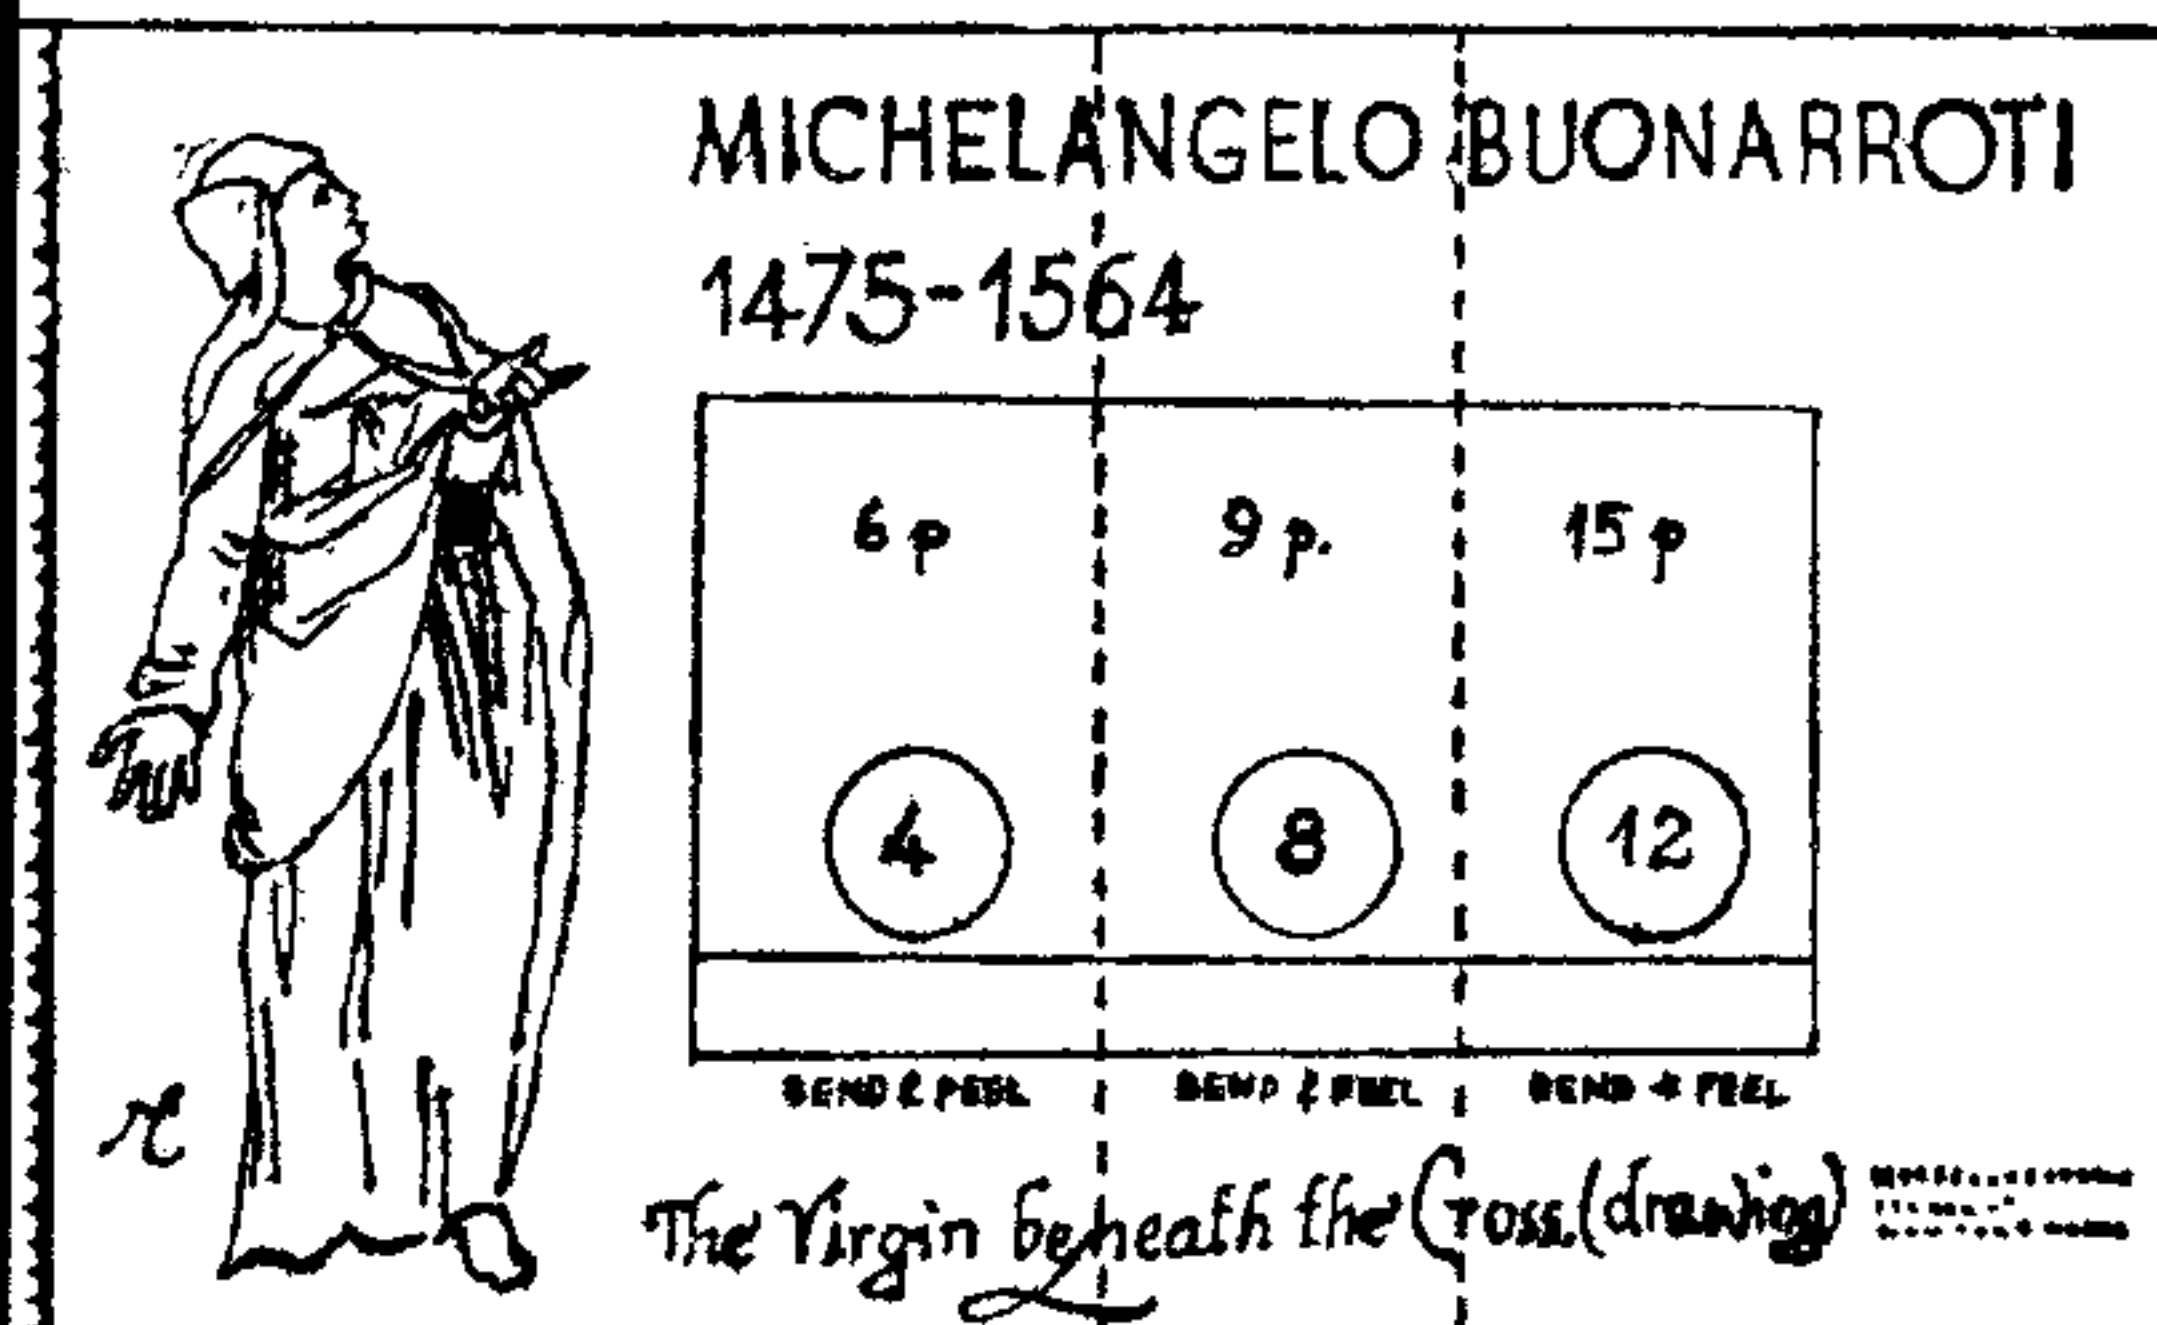 MICHELANGELO BUONARROTI
1475-1564
6 p 9 p. 15 p
4 8 12
BEND & PEEL BEND & PEEL BEND & PEEL
The Virgin beneath the Cross. (drawing)